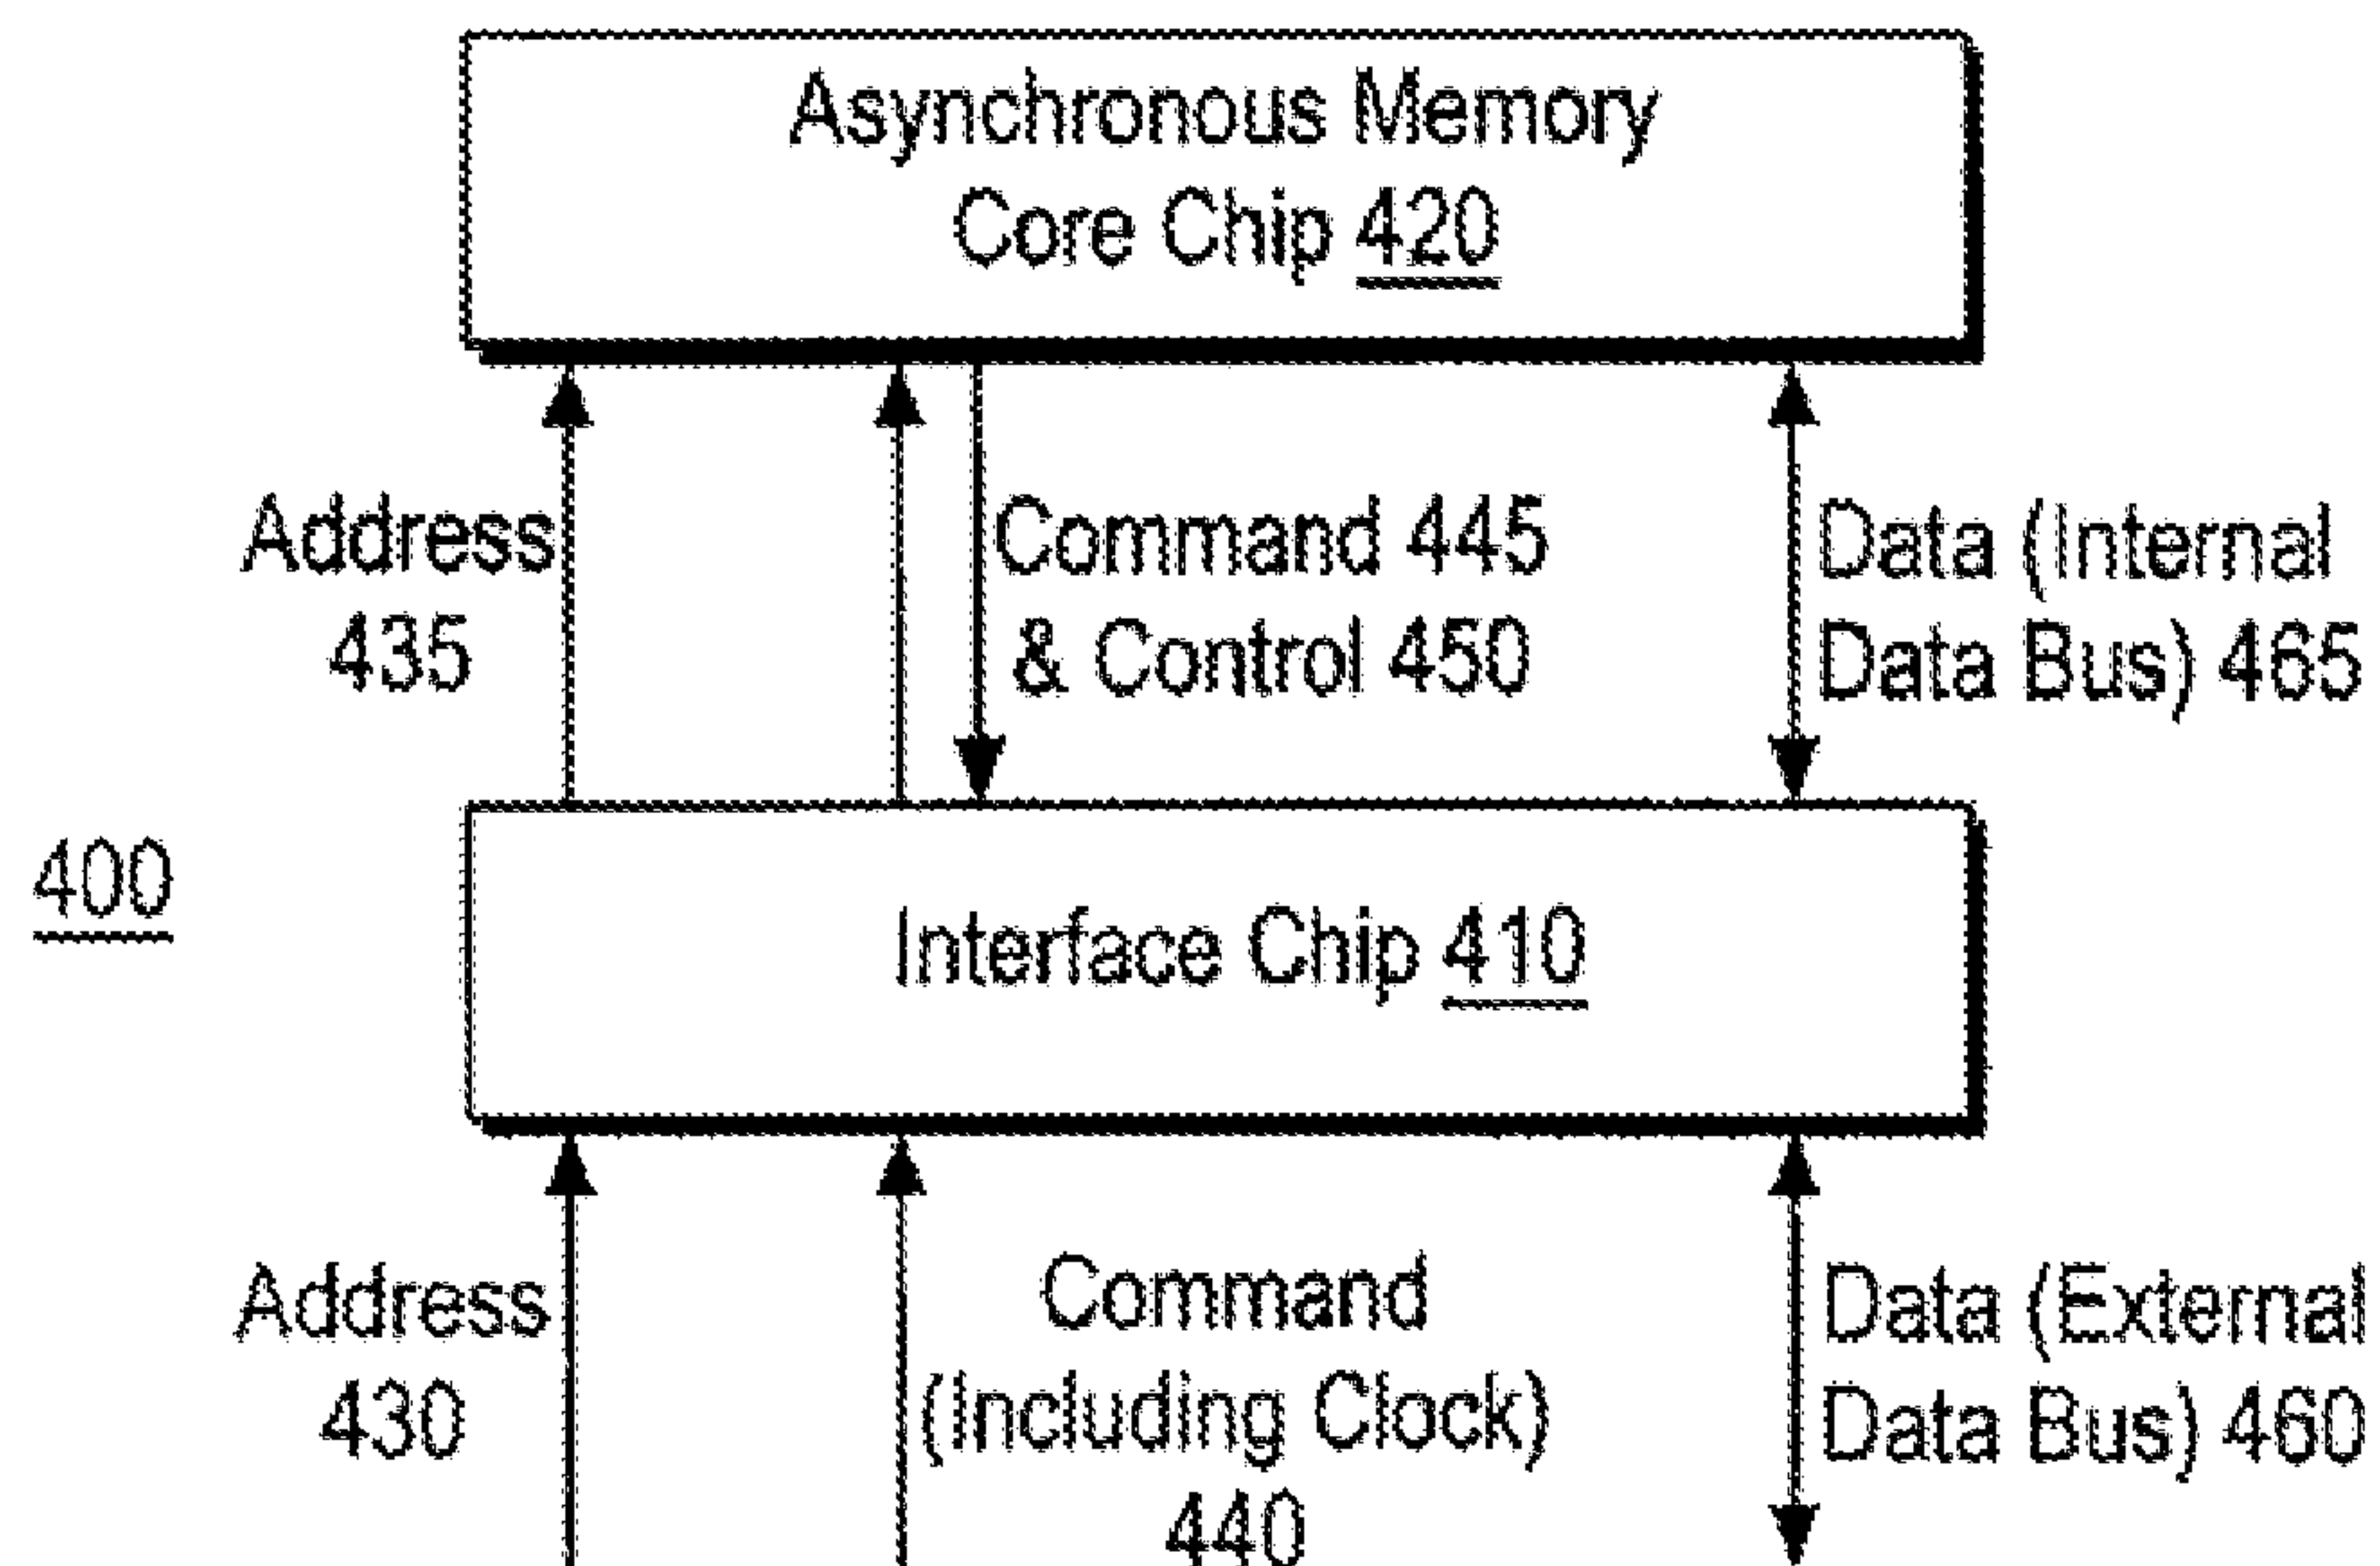 Asynchronous Memory
Core Chip 420
Address
435
Command 445
& Control 450
Data (Internal
Data Bus) 465
400
Interface Chip 410
Address
430
Command
(Including Clock)
440
Data (External
Data Bus) 460